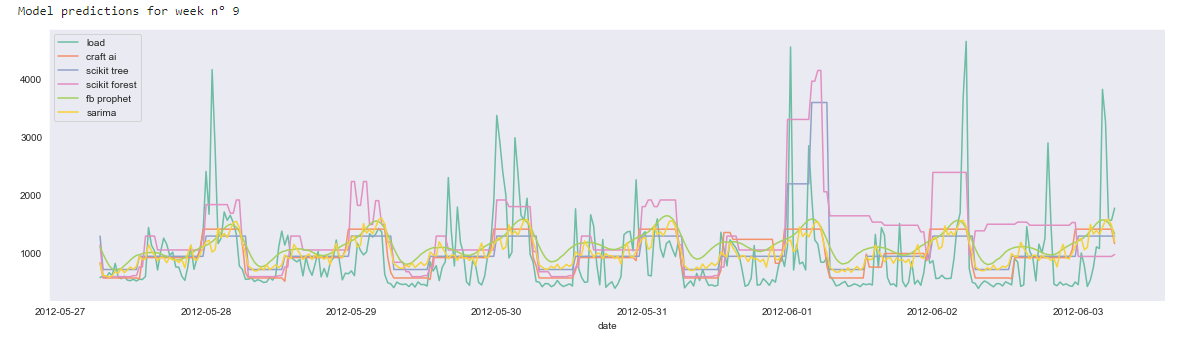 Model predictions for week n° 9
load
craft ai
scikit tree
scikit forest
fb prophet
sarima
4000
3000
2000
1000
2012-05-27 2012-05-28 2012-05-29 2012-05-30 2012-05-31 2012-06-01 2012-06-02 2012-06-03
date